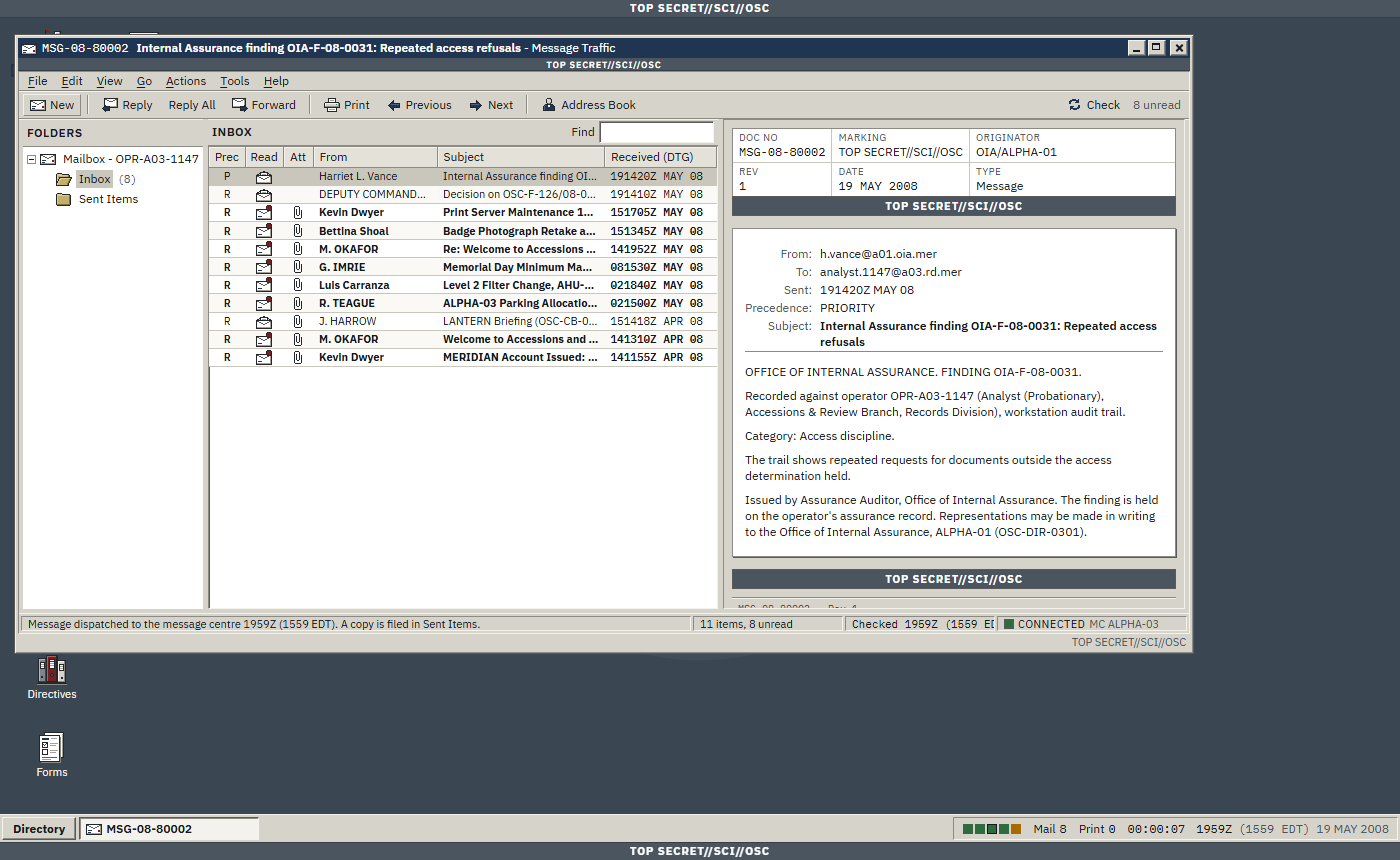 TOP SECRET//SCI//OSC
MSG-08-80002 Internal Assurance finding OIA-F-08-0031: Repeated access refusals - Message Traffic
TOP SECRET//SCI//OSC
File Edit View Go Actions Tools Help
New Reply Reply All Forward Print Previous Next Address Book Check 8 unread
FOLDERS
Mailbox - OPR-A03-1147
Inbox (8)
Sent Items
INBOX Find
Prec Read Att From Subject Received (DTG)
P Harriet L. Vance Internal Assurance finding OI... 191420Z MAY 08
R DEPUTY COMMAND... Decision on OSC-F-126/08-0... 191410Z MAY 08
R Kevin Dwyer Print Server Maintenance 1... 151705Z MAY 08
R Bettina Shoal Badge Photograph Retake a... 151345Z MAY 08
R M. OKAFOR Re: Welcome to Accessions ... 141952Z MAY 08
R G. IMRIE Memorial Day Minimum Ma... 081530Z MAY 08
R Luis Carranza Level 2 Filter Change, AHU-... 021840Z MAY 08
R R. TEAGUE ALPHA-03 Parking Allocatio... 021500Z MAY 08
R J. HARROW LANTERN Briefing (OSC-CB-0... 151418Z APR 08
R M. OKAFOR Welcome to Accessions and ... 141310Z APR 08
R Kevin Dwyer MERIDIAN Account Issued: ... 141155Z APR 08
DOC NO MARKING ORIGINATOR
MSG-08-80002 TOP SECRET//SCI//OSC OIA/ALPHA-01
REV DATE TYPE
1 19 MAY 2008 Message
TOP SECRET//SCI//OSC
From: h.vance@a01.oia.mer
To: analyst.1147@a03.rd.mer
Sent: 191420Z MAY 08
Precedence: PRIORITY
Subject: Internal Assurance finding OIA-F-08-0031: Repeated access
refusals
OFFICE OF INTERNAL ASSURANCE. FINDING OIA-F-08-0031.
Recorded against operator OPR-A03-1147 (Analyst (Probationary),
Accessions & Review Branch, Records Division), workstation audit trail.
Category: Access discipline.
The trail shows repeated requests for documents outside the access
determination held.
Issued by Assurance Auditor, Office of Internal Assurance. The finding is held
on the operator's assurance record. Representations may be made in writing
to the Office of Internal Assurance, ALPHA-01 (OSC-DIR-0301).
TOP SECRET//SCI//OSC
Message dispatched to the message centre 1959Z (1559 EDT). A copy is filed in Sent Items. 11 items, 8 unread Checked 1959Z (1559 CONNECTED MC ALPHA-03
TOP SECRET//SCI//OSC
Directives
Forms
Directory MSG-08-80002 Mail 8 Print 0 00:00:07 1959Z (1559 EDT) 19 MAY 2008
TOP SECRET//SCI//OSC